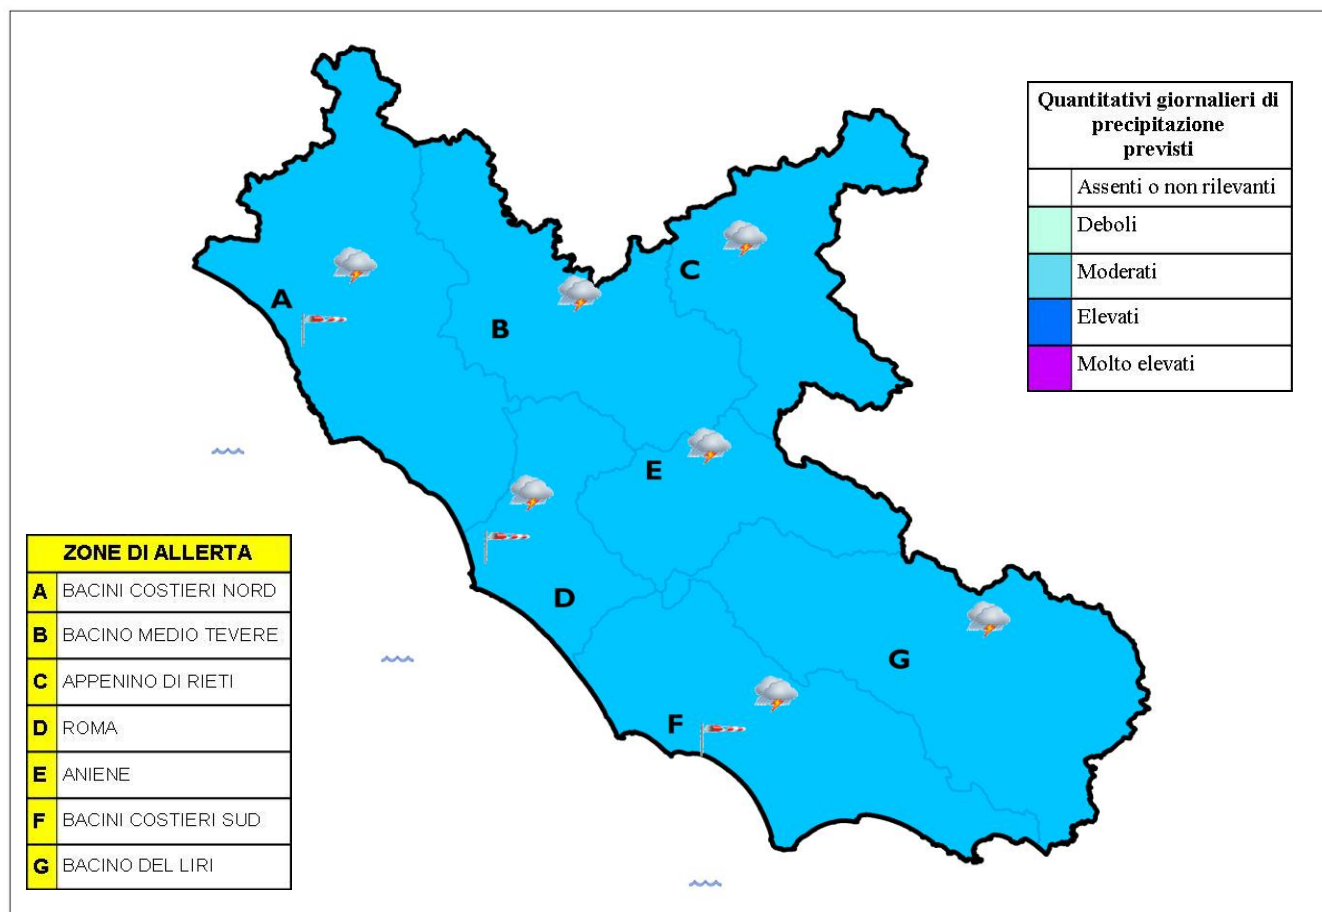 Quantitativi giornalieri di
precipitazione
previsti
Assenti o non rilevanti
Deboli
Moderati
Elevati
Molto elevati
A
B
C
D
E
F
G
ZONE DI ALLERTA
A BACINI COSTIERI NORD
B BACINO MEDIO TEVERE
C APPENINO DI RIETI
D ROMA
E ANIENE
F BACINI COSTIERI SUD
G BACINO DEL LIRI